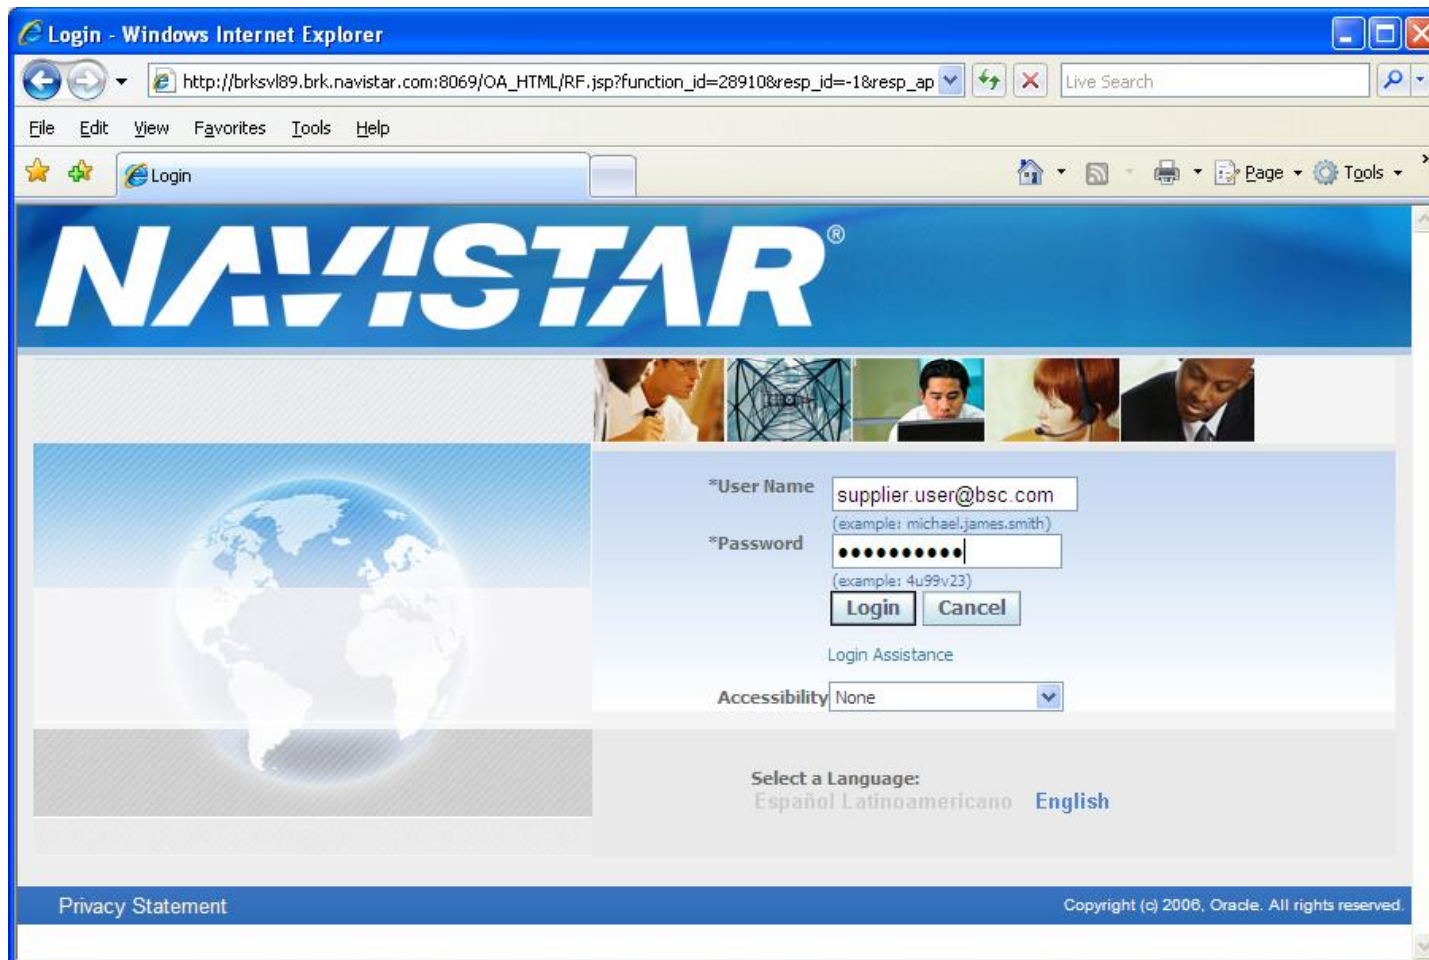 Login - Windows Internet Explorer
http://brksvl89.brk.navistar.com:8069/OA_HTML/RF.jsp?function_id=28910&resp_id=-1&resp_ap
Live Search
File Edit View Favorites Tools Help
Login
Page Tools
NAVISTAR®
*User Name supplier.user@bsc.com
(example: michael.james.smith)
*Password ••••••••••
(example: 4u99v23)
Login Cancel
Login Assistance
Accessibility None
Select a Language:
Español Latinoamericano English
Privacy Statement Copyright (c) 2006, Oracle. All rights reserved.